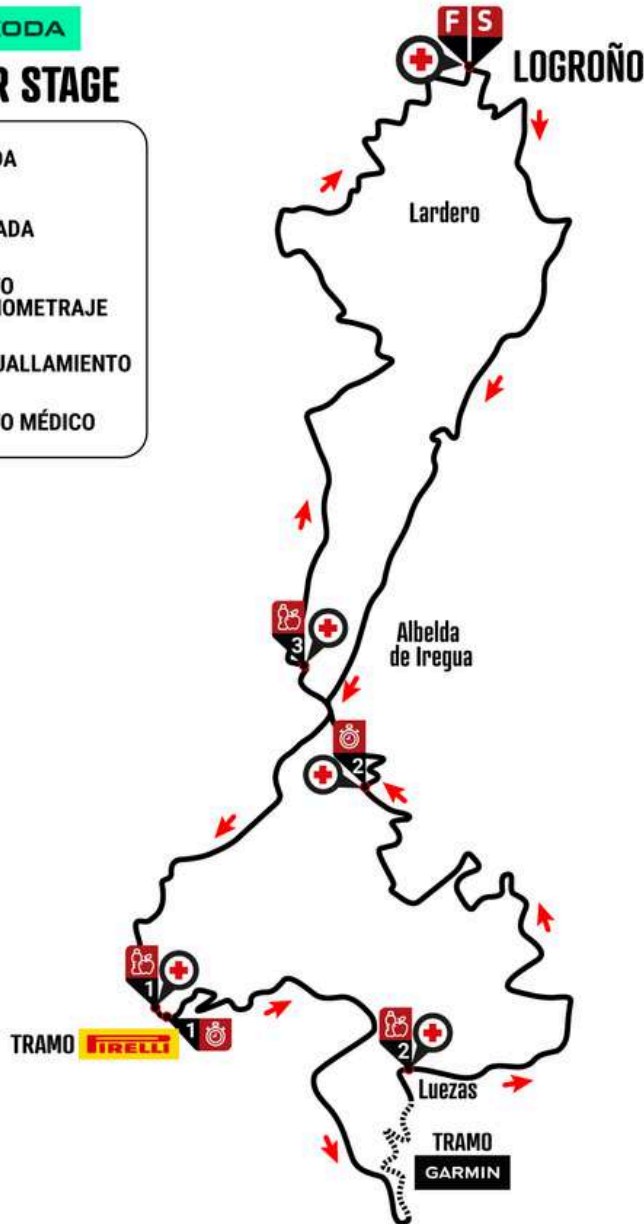 KODA
R STAGE
F S
LOGROÑO
DA
ADA
O
OMETRAJE
UALLAMIENTO
O MÉDICO
Lardero
3
Albelda
de Iregua
2
1
1
TRAMO PIRELLI
2
Luezas
TRAMO
GARMIN